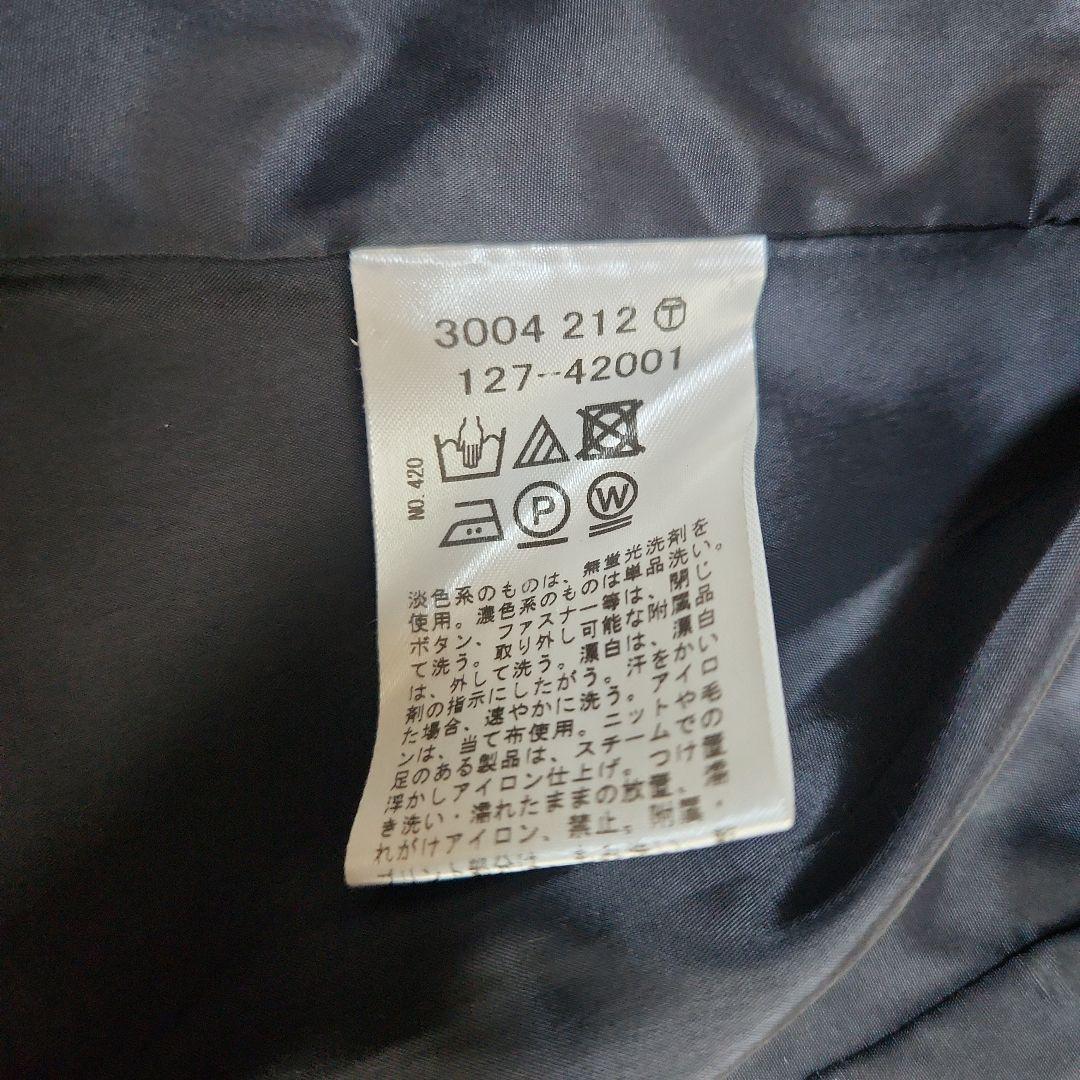 3004 212 Ⓣ
127--42001
NO.420
P W
淡色系のものは、無蛍光洗剤を
使用。濃色系のものは単品洗い。
ボタン、ファスナー等は、閉じ
て洗う。取り外し可能な附属品
は、外して洗う。漂白は、漂白
剤の指示にしたがう。汗をかい
た場合、速やかに洗う。アイロ
ンは、当て布使用。ニットや毛
足のある製品は、スチームでの
浮かしアイロン仕上げ。つけ置
き洗い・濡れたままの放置、濡
れがけアイロン、禁止。附属・